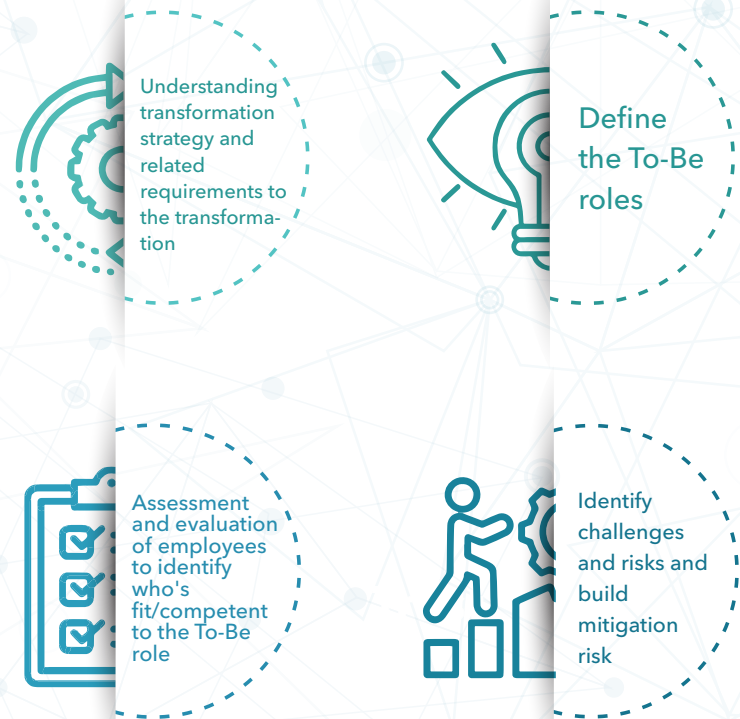 Understanding
transformation
strategy and
related
requirements to
the transforma-
tion
Define
the To-Be
roles
Assessment
and evaluation
of employees
to identify
who's
fit/competent
to the To-Be
role
Identify
challenges
and risks and
build
mitigation
risk